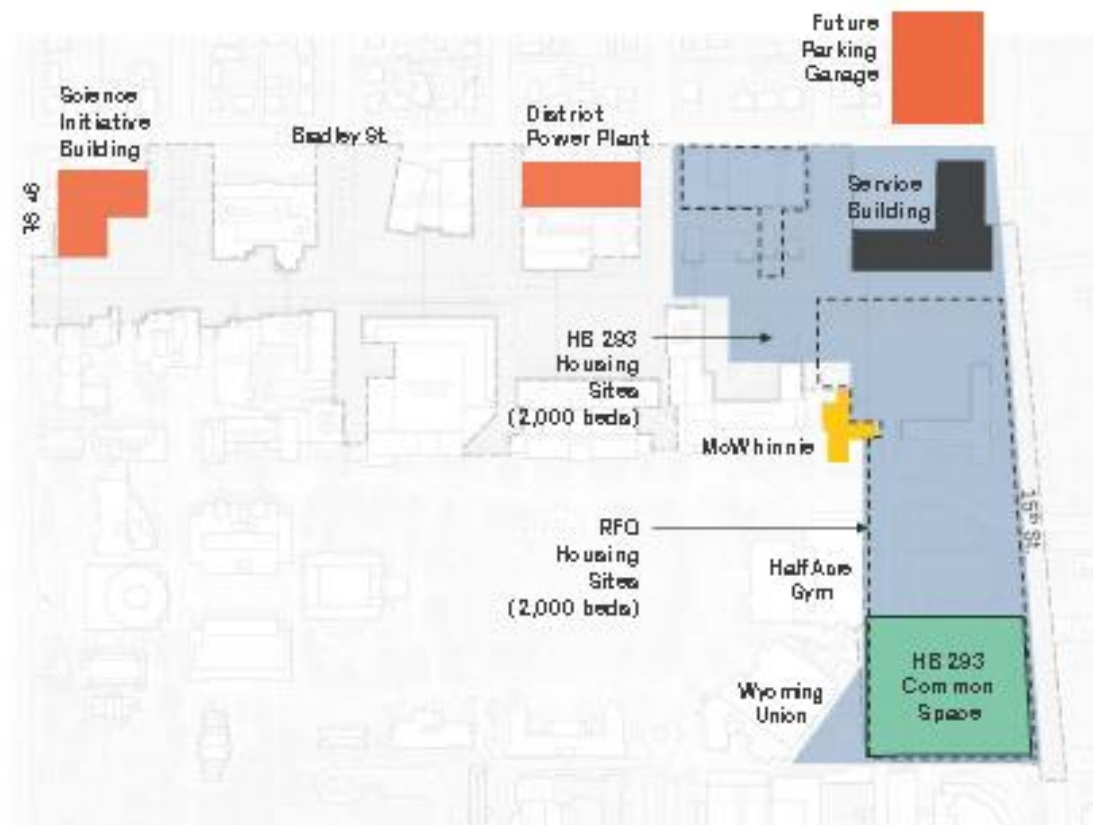 Future
Parking
Garage
Science
Initiative
Building
Bradley St.
District
Power Plant
Service
Building
HB 293
Housing
Sites
(2,000 beds)
McWhinnie
RFQ
Housing
Sites
(2,000 beds)
Half Acre
Gym
15th St.
HB 293
Common
Space
Wyoming
Union